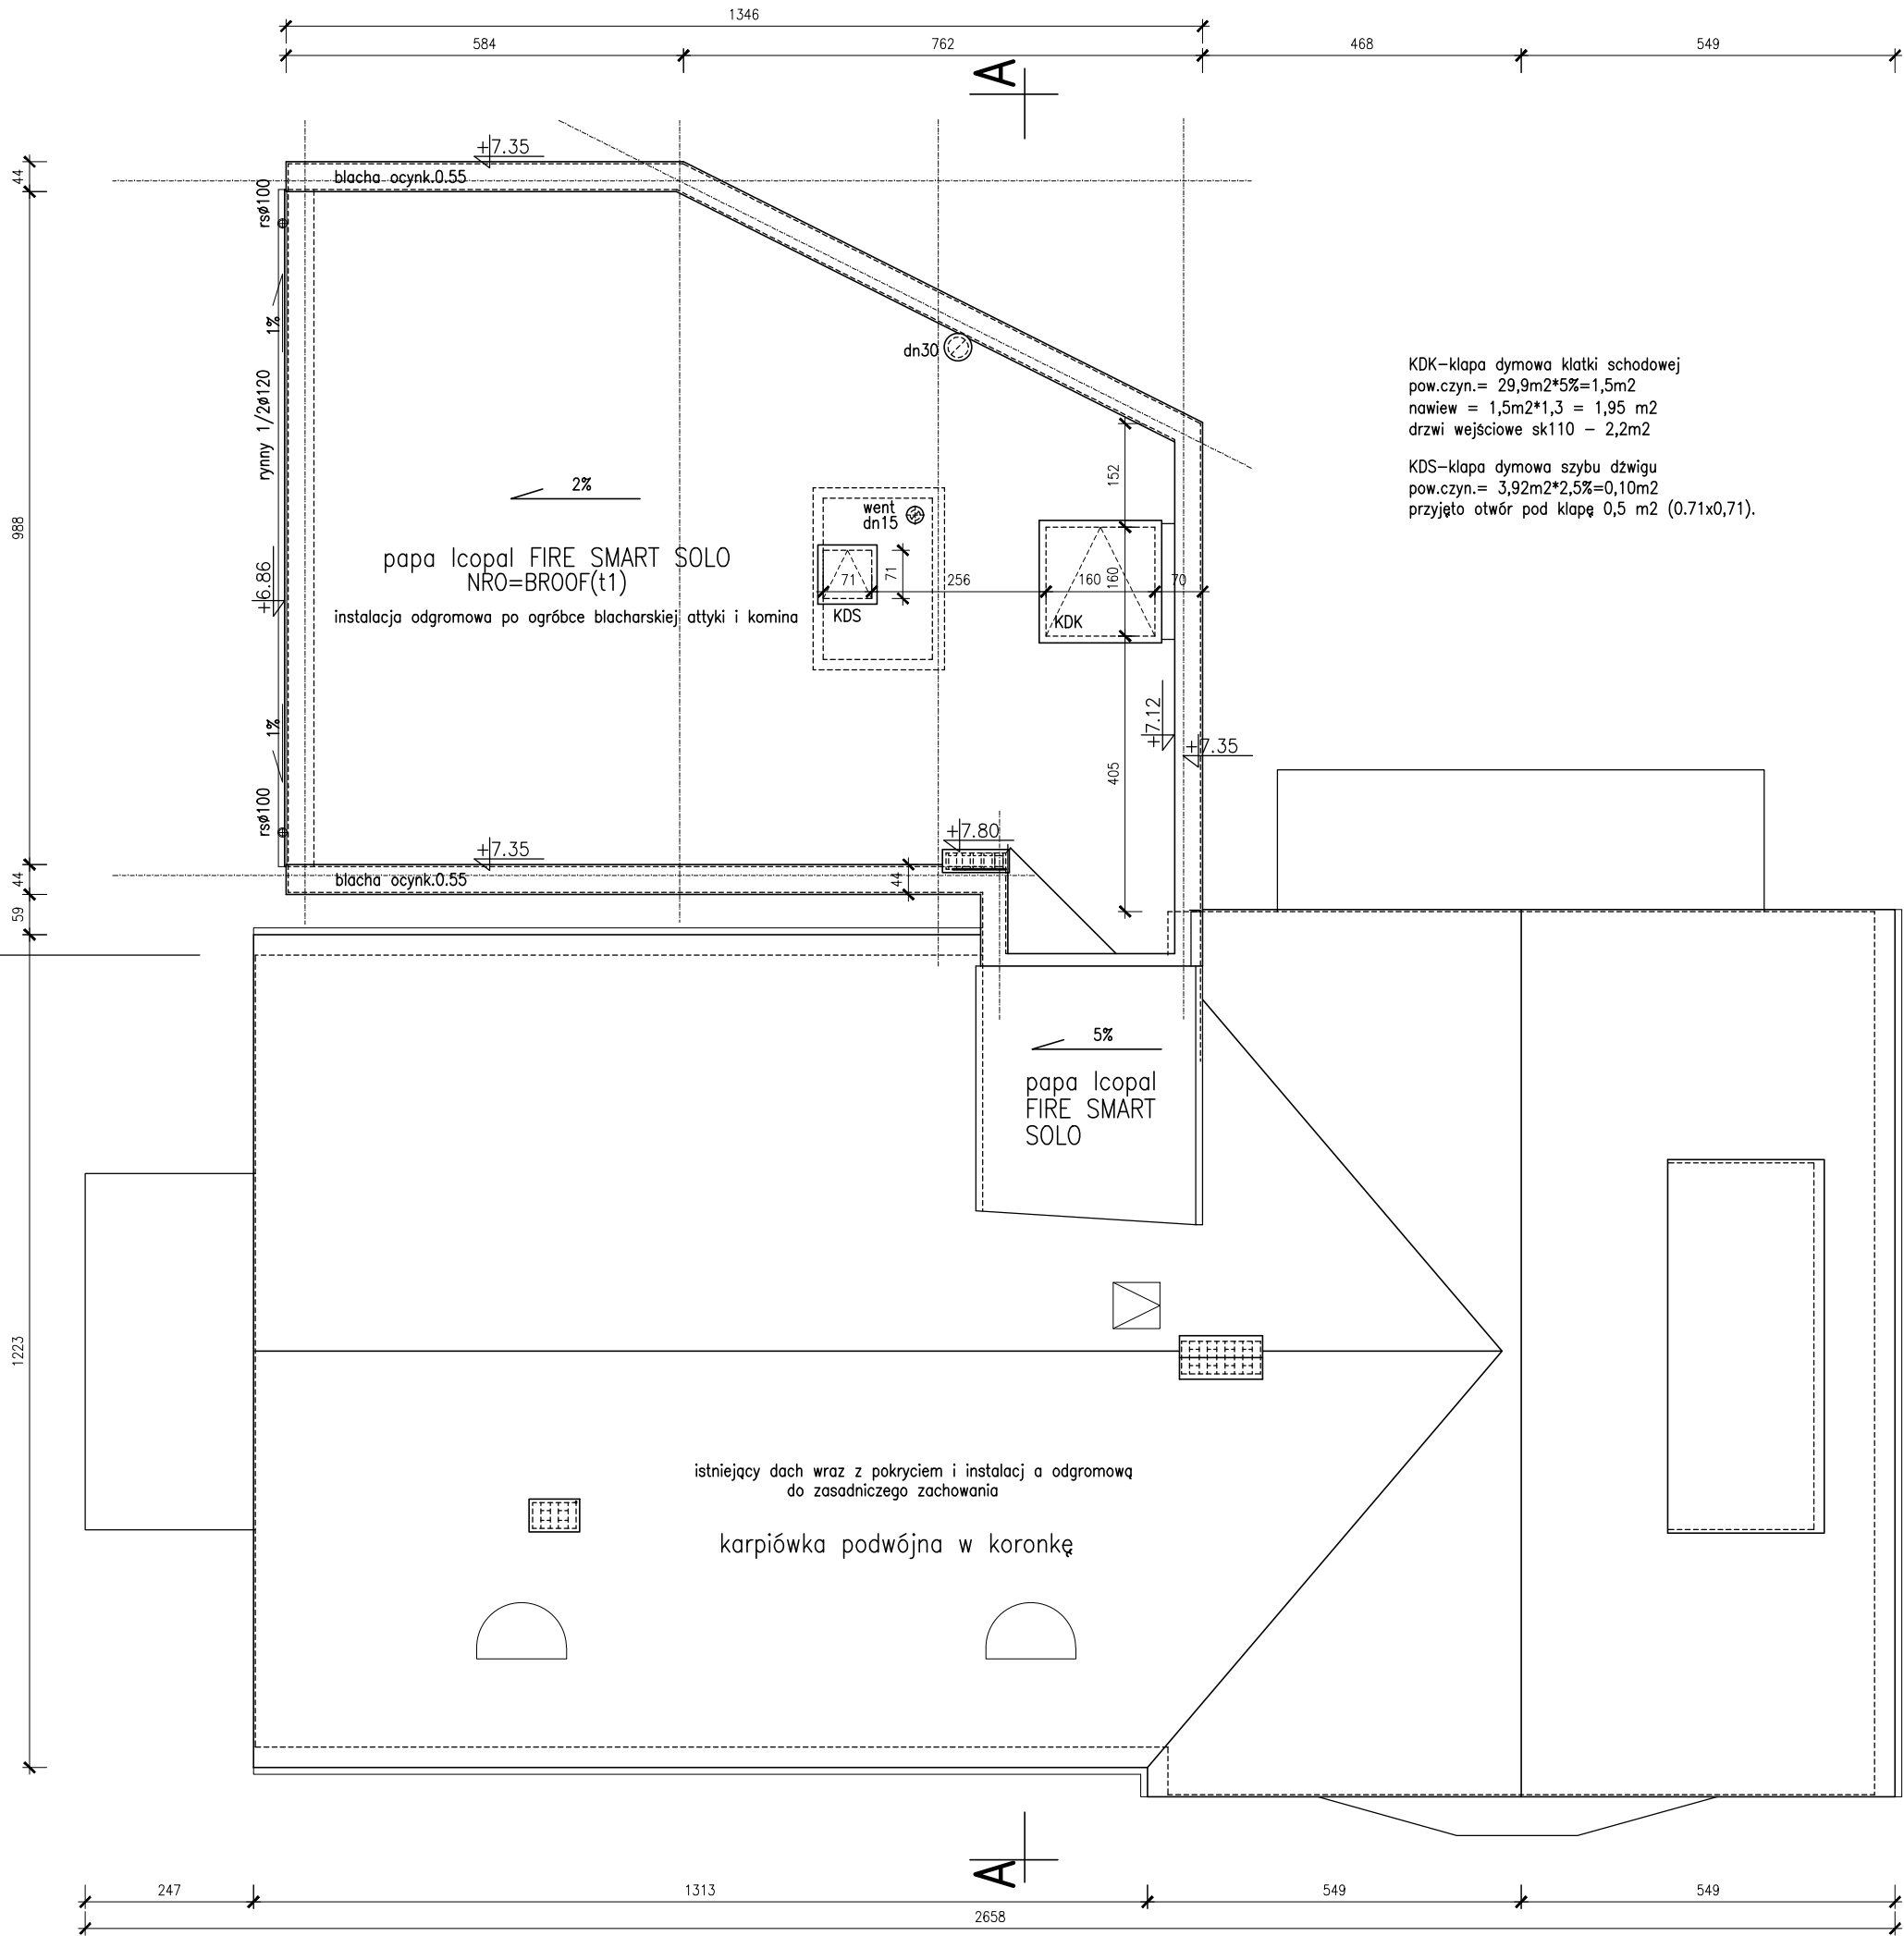 1346
584
762
468
549
A
+7.35
44
blacha ocynk.0.55
rsø100
1%
dn30
rynny 1/2ø120
KDK-klapa dymowa klatki schodowej
pow.czyn.= 29,9m2*5%=1,5m2
nawiew = 1,5m2*1,3 = 1,95 m2
drzwi wejściowe sk110 - 2,2m2
KDS-klapa dymowa szybu dźwigu
pow.czyn.= 3,92m2*2,5%=0,10m2
przyjęto otwór pod klapę 0,5 m2 (0.71x0,71).
152
2%
went
dn15
988
papa Icopal FIRE SMART SOLO
NRO=BROOF(t1)
+6.86
71
71
256
160
160
70
instalacja odgromowa po ogróbce blacharskiej attyki i komina
KDS
KDK
1%
+7.12
+7.35
405
rsø100
+7.80
+7.35
44
blacha ocynk.0.55
44
59
5%
papa Icopal
FIRE SMART
SOLO
1223
istniejący dach wraz z pokryciem i instalacj a odgromową
do zasadniczego zachowania
karpiówka podwójna w koronkę
A
247
1313
549
549
2658